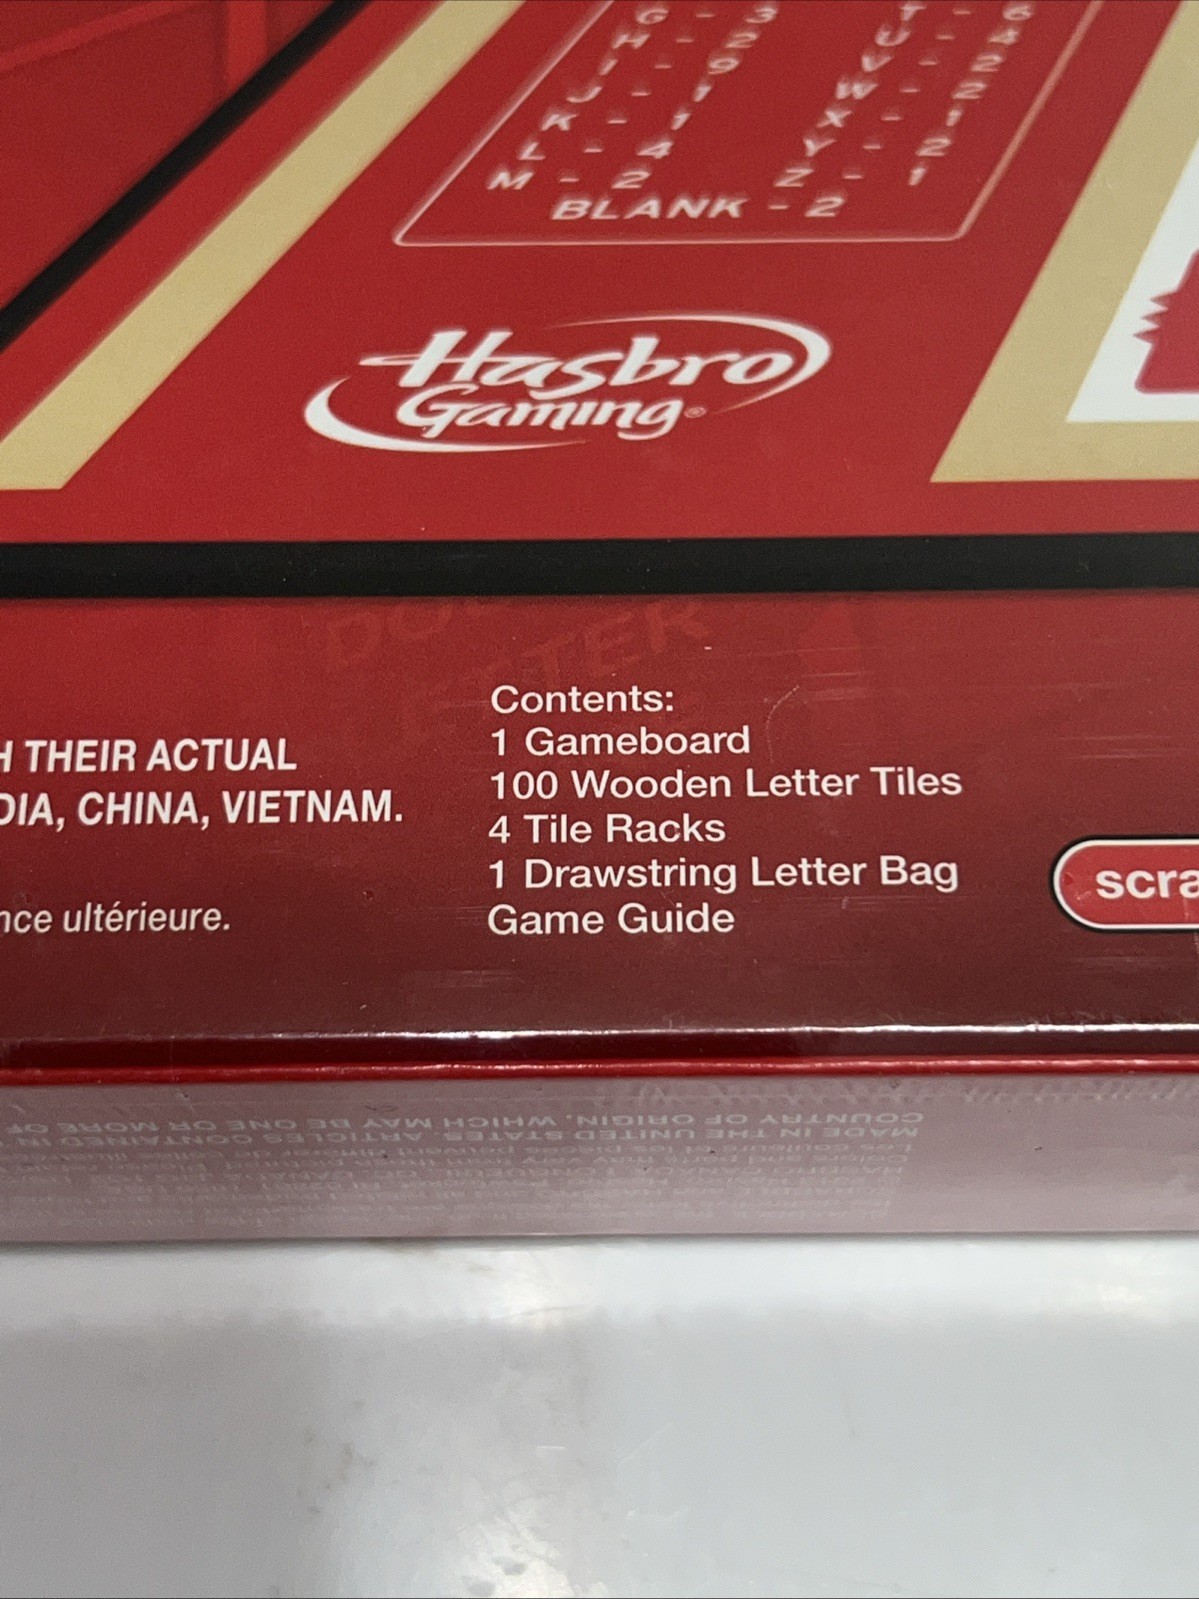 G - 3 T - 6
H - 2 U - 4
I - 9 V - 2
J - 1 W - 2
K - 1 X - 1
L - 4 Y - 2
M - 2 Z - 1
BLANK - 2
Hasbro
Gaming®
DO
TER
H THEIR ACTUAL
DIA, CHINA, VIETNAM.
nce ultérieure.
Contents:
1 Gameboard
100 Wooden Letter Tiles
4 Tile Racks
1 Drawstring Letter Bag
Game Guide
scra
COUNTRY OF ORIGIN, WHICH MAY BE ONE OR MORE OF
MADE IN THE UNITED STATES. ARTICLES CONTAINED IN